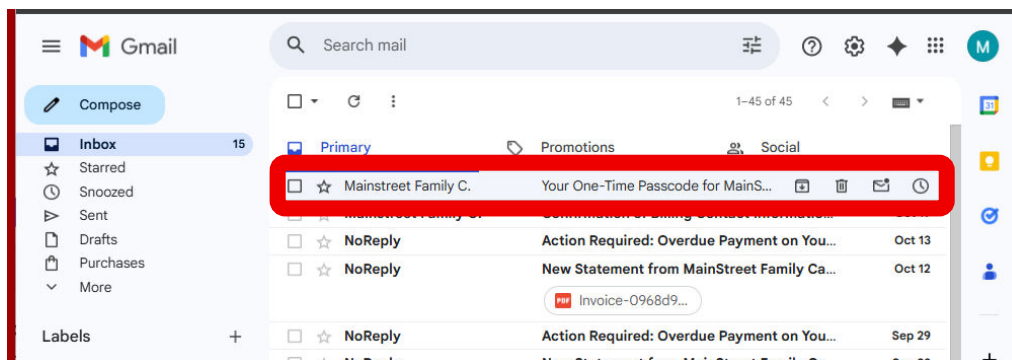 Gmail
Search mail
M
Compose
1–45 of 45
31
Inbox 15
Primary Promotions Social
Starred
Mainstreet Family C. Your One-Time Passcode for MainS...
Snoozed
Sent
Drafts
NoReply Action Required: Overdue Payment on You... Oct 13
Purchases
NoReply New Statement from MainStreet Family Ca... Oct 12
More
PDF Invoice-0968d9...
Labels
NoReply Action Required: Overdue Payment on You... Sep 29